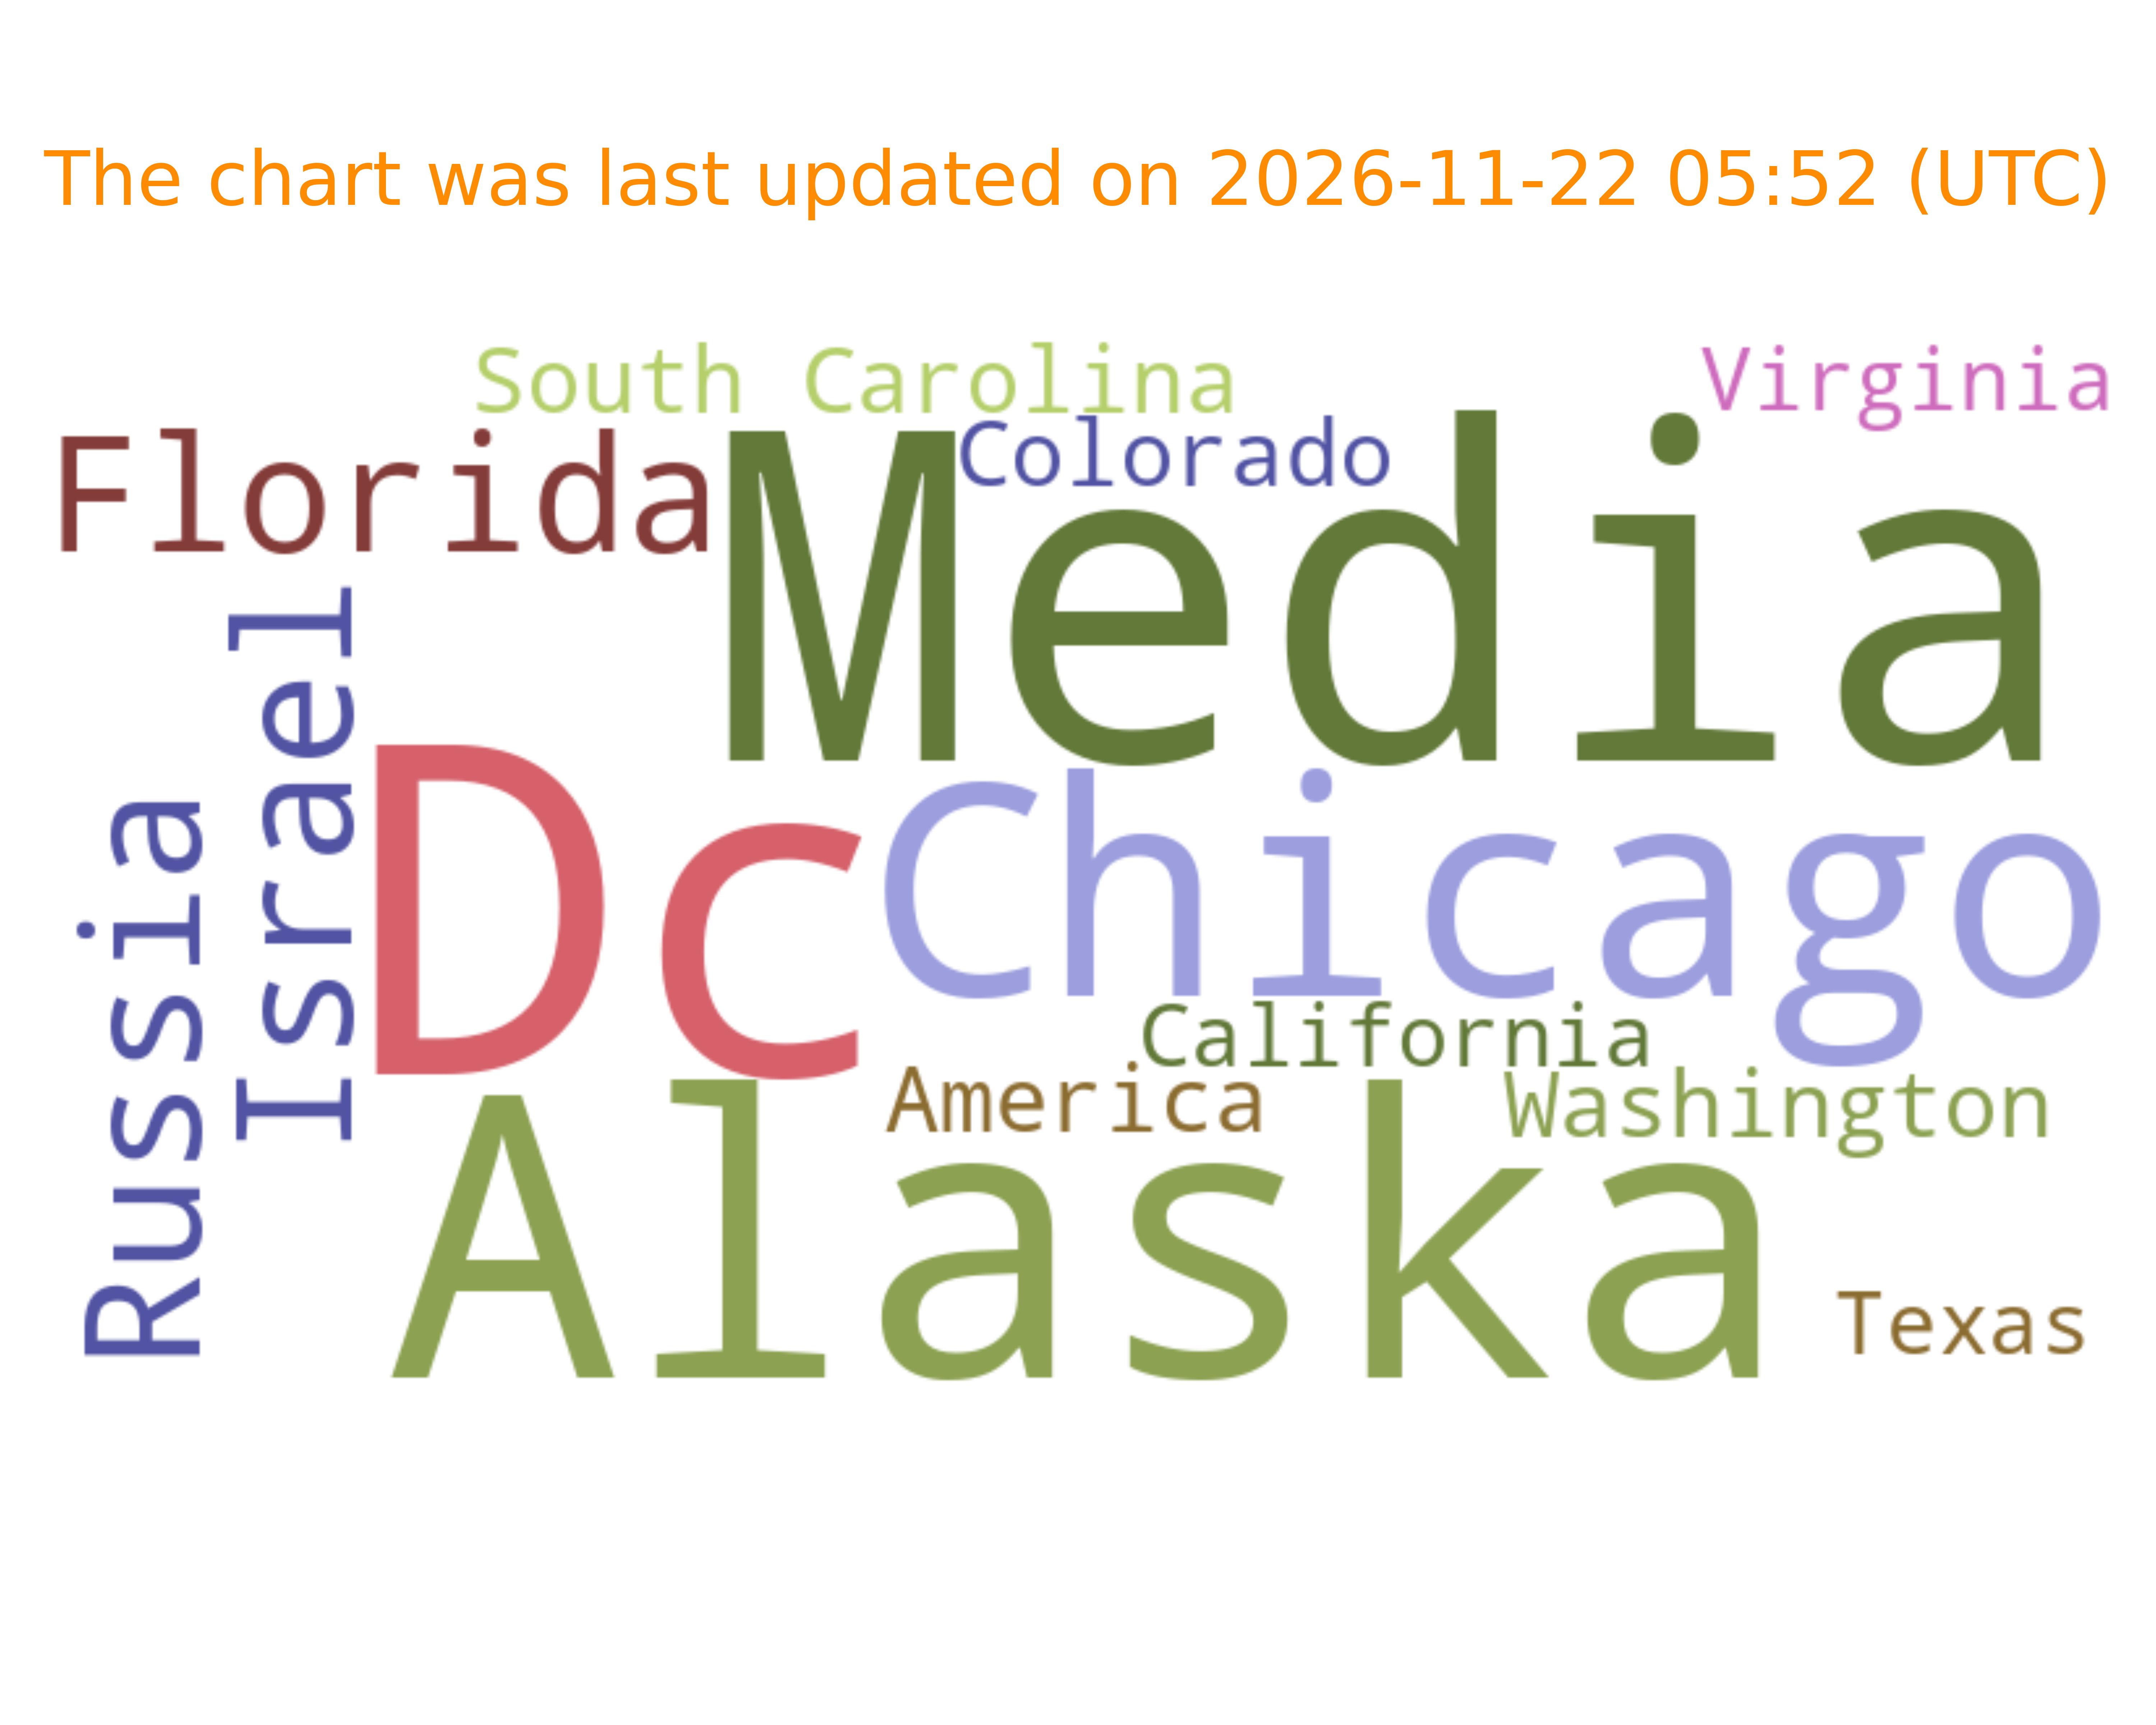 The chart was last updated on 2026-11-22 05:52 (UTC)
South Carolina
Virginia
Florida
Colorado
Media
Israel
Russia
Dc
Chicago
California
America
Washington
Alaska
Texas